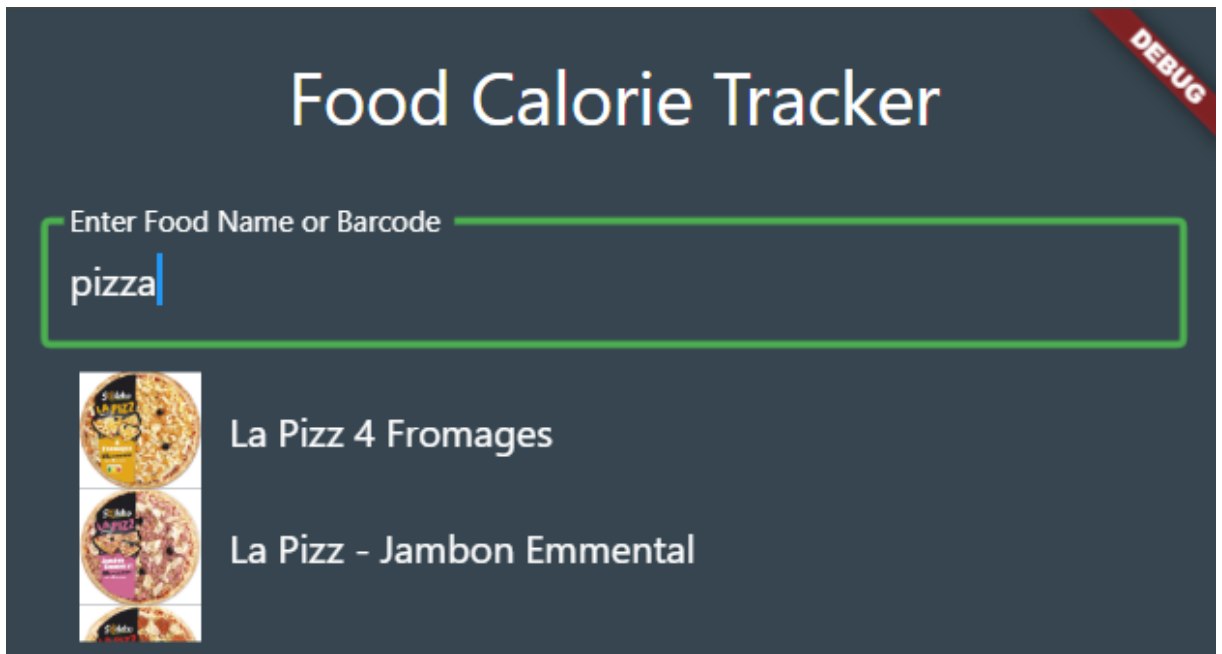 DEBUG
Food Calorie Tracker
Enter Food Name or Barcode
pizza
La Pizz 4 Fromages
La Pizz - Jambon Emmental